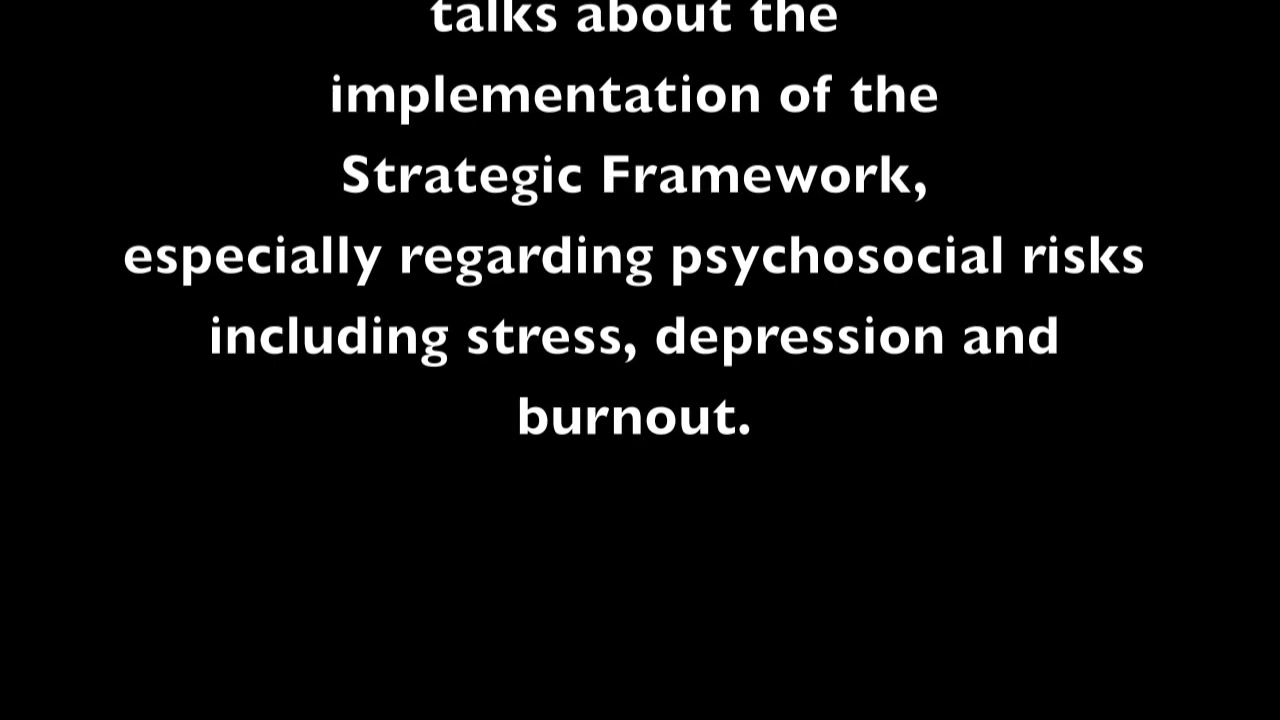 talks about the
implementation of the
Strategic Framework,
especially regarding psychosocial risks
including stress, depression and
burnout.